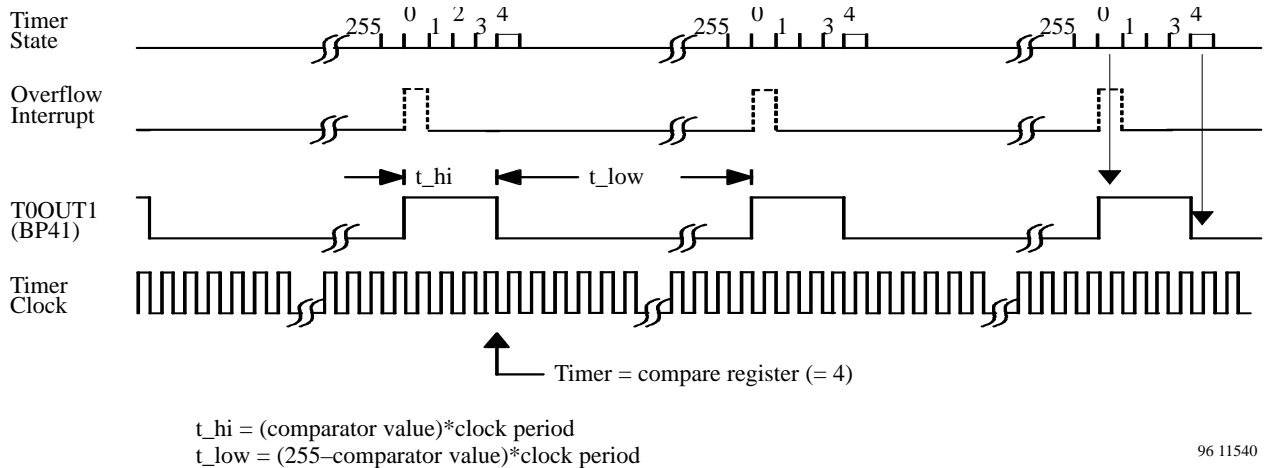 Timer
State
255 0 1 2 3 4 255 0 1 3 4 255 0 1 3 4
Overflow
Interrupt
t_hi t_low
T0OUT1
(BP41)
Timer
Clock
Timer = compare register (= 4)
t_hi = (comparator value)*clock period
t_low = (255–comparator value)*clock period
96 11540